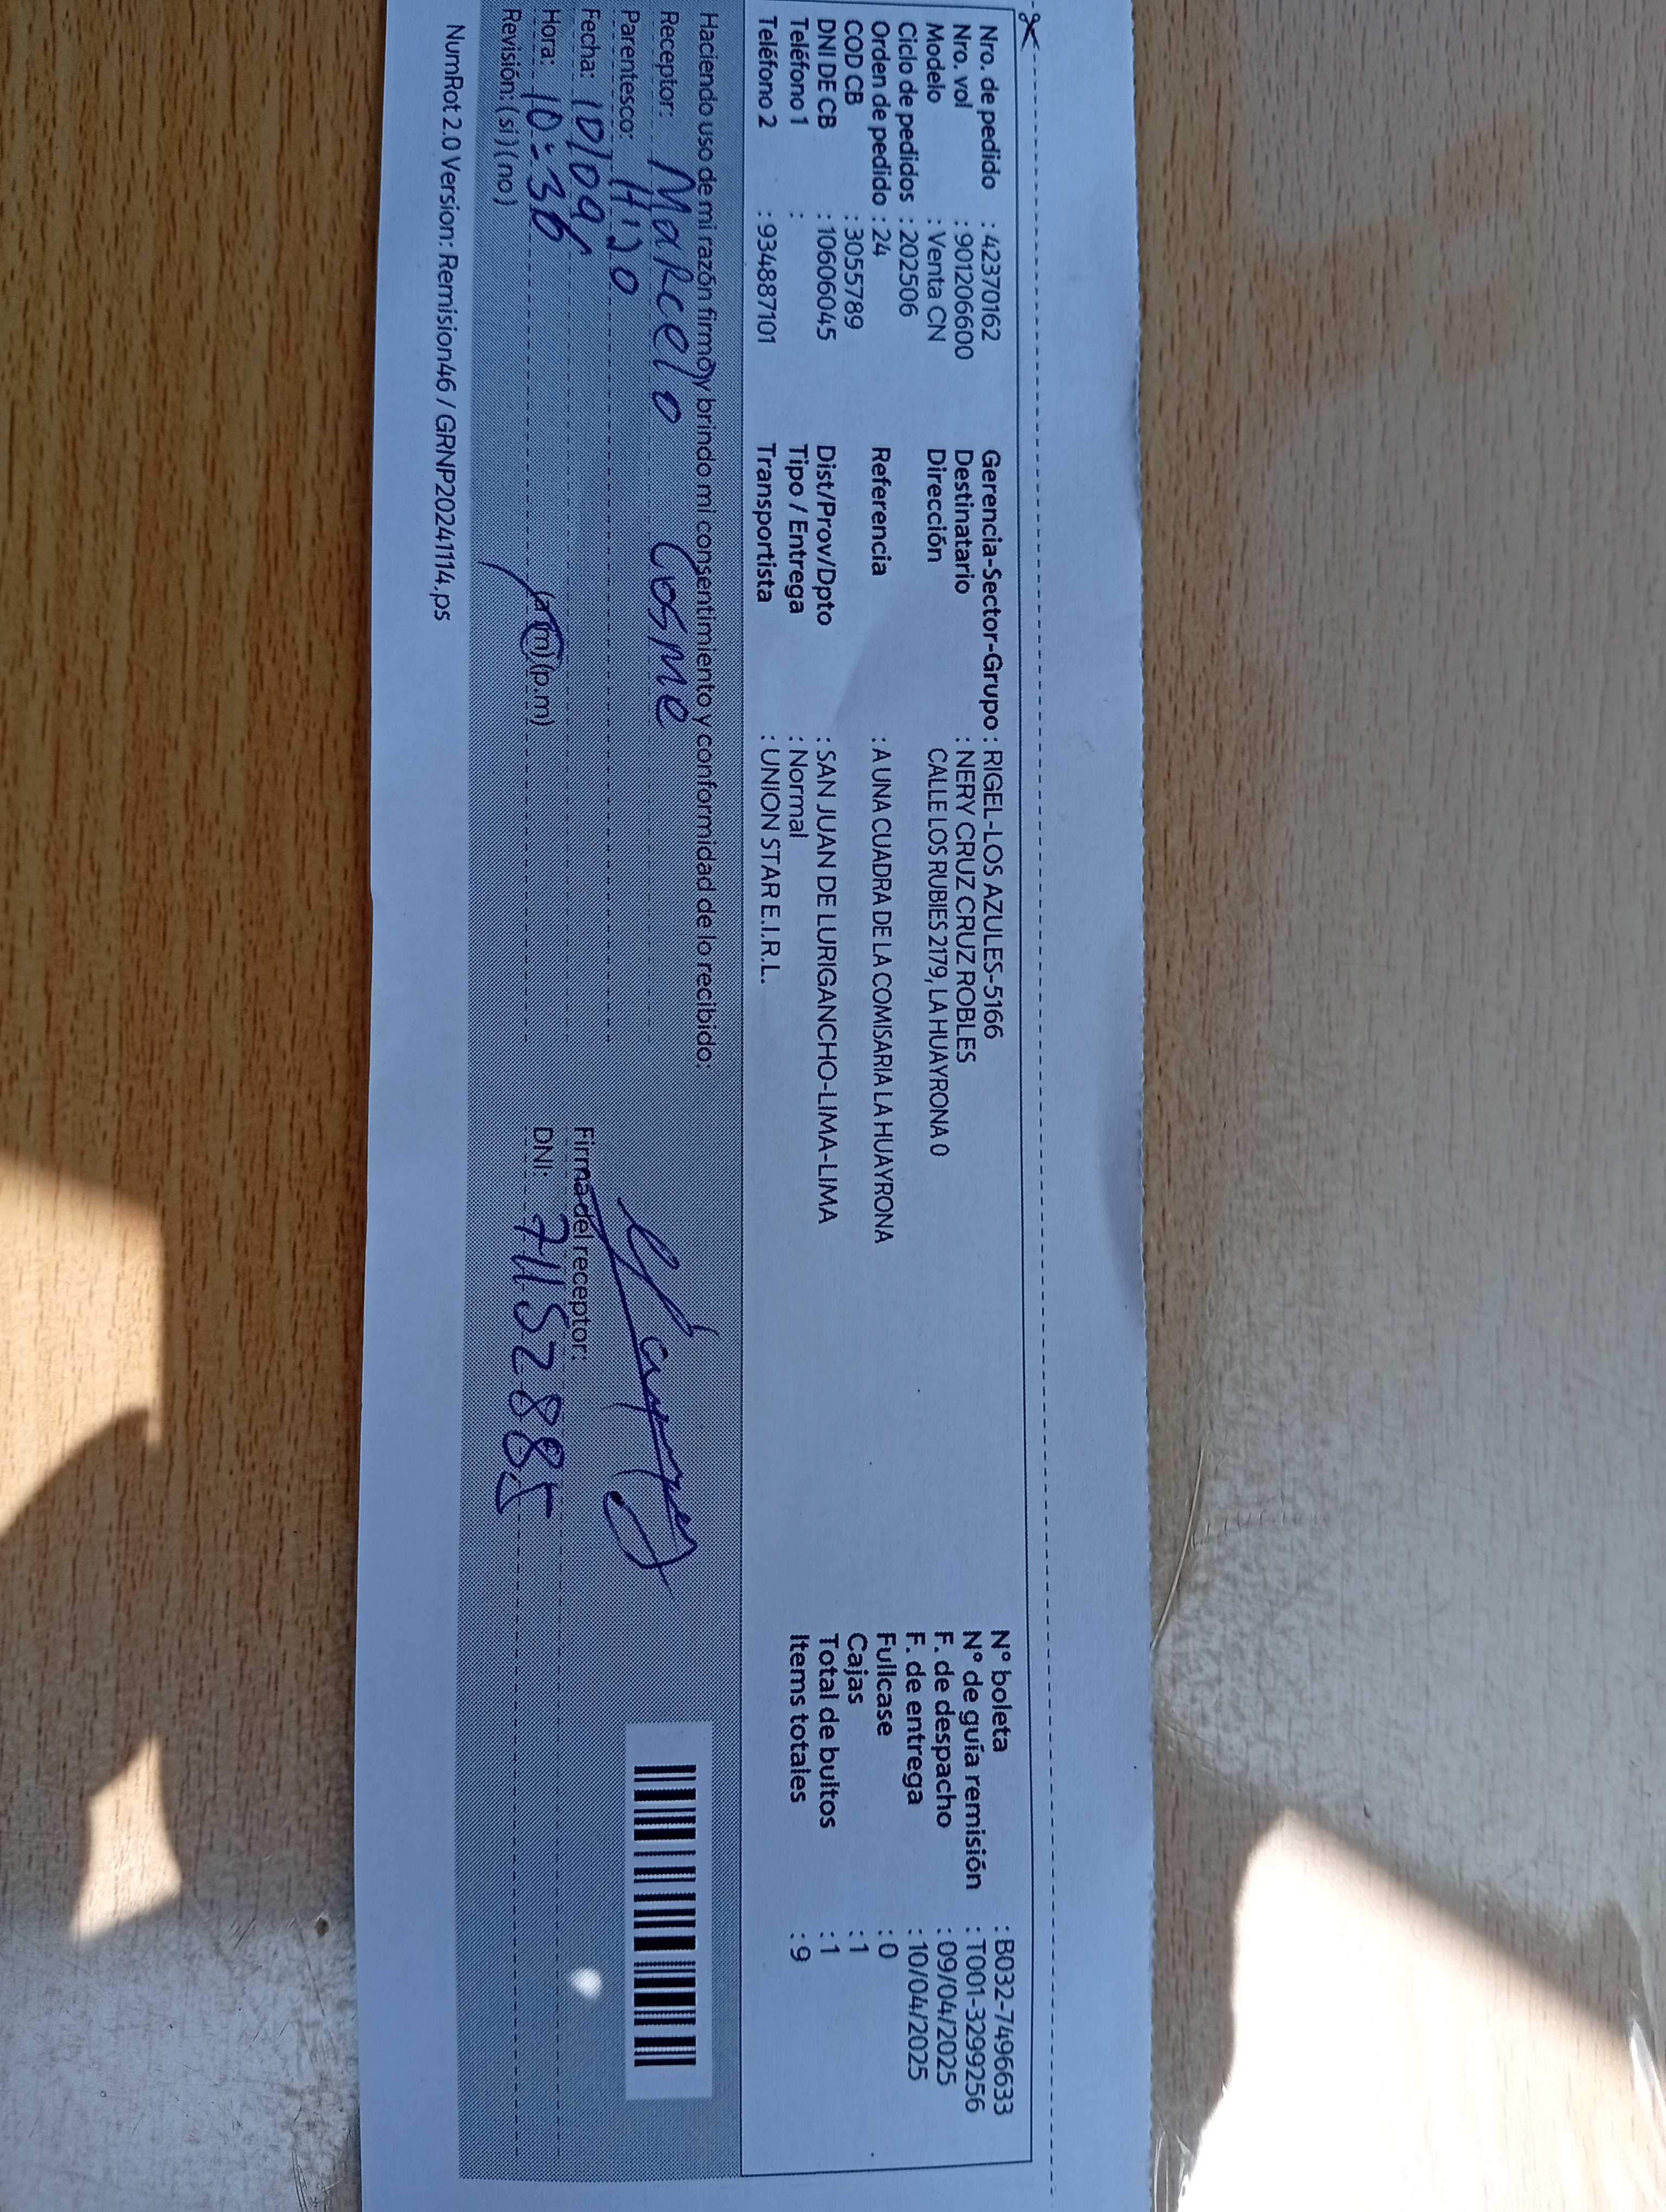 Nro. de pedido : 42370162 Gerencia-Sector-Grupo : RIGEL-LOS AZULES-5166 N° boleta : B032-7496633
Nro. vol : 901206600 Destinatario : NERY CRUZ CRUZ ROBLES N° de guía remisión : T001-3299256
Modelo : Venta CN Dirección CALLE LOS RUBIES 2179, LA HUAYRONA 0 F. de despacho : 09/04/2025
Ciclo de pedidos : 202506 F. de entrega : 10/04/2025
Orden de pedido : 24 Referencia : A UNA CUADRA DE LA COMISARIA LA HUAYRONA Fullcase : 0
COD CB : 3055789 Cajas : 1
DNI DE CB : 10606045 Dist/Prov/Dpto : SAN JUAN DE LURIGANCHO-LIMA-LIMA Total de bultos : 1
Teléfono 1 : Tipo / Entrega : Normal Items totales : 9
Teléfono 2 : 934887101 Transportista : UNION STAR E.I.R.L.
Haciendo uso de mi razón firmo y brindo mi consentimiento y conformidad de lo recibido:
Receptor: Marcelo Cosme
Parentesco: Hijo
Fecha: 10/04 Firma del receptor:
Hora: 10:36 (a.m) (p.m) DNI: 71152885
Revisión: (si) (no)
NumRot 2.0 Version: Remision46 / GRNP20241114.ps